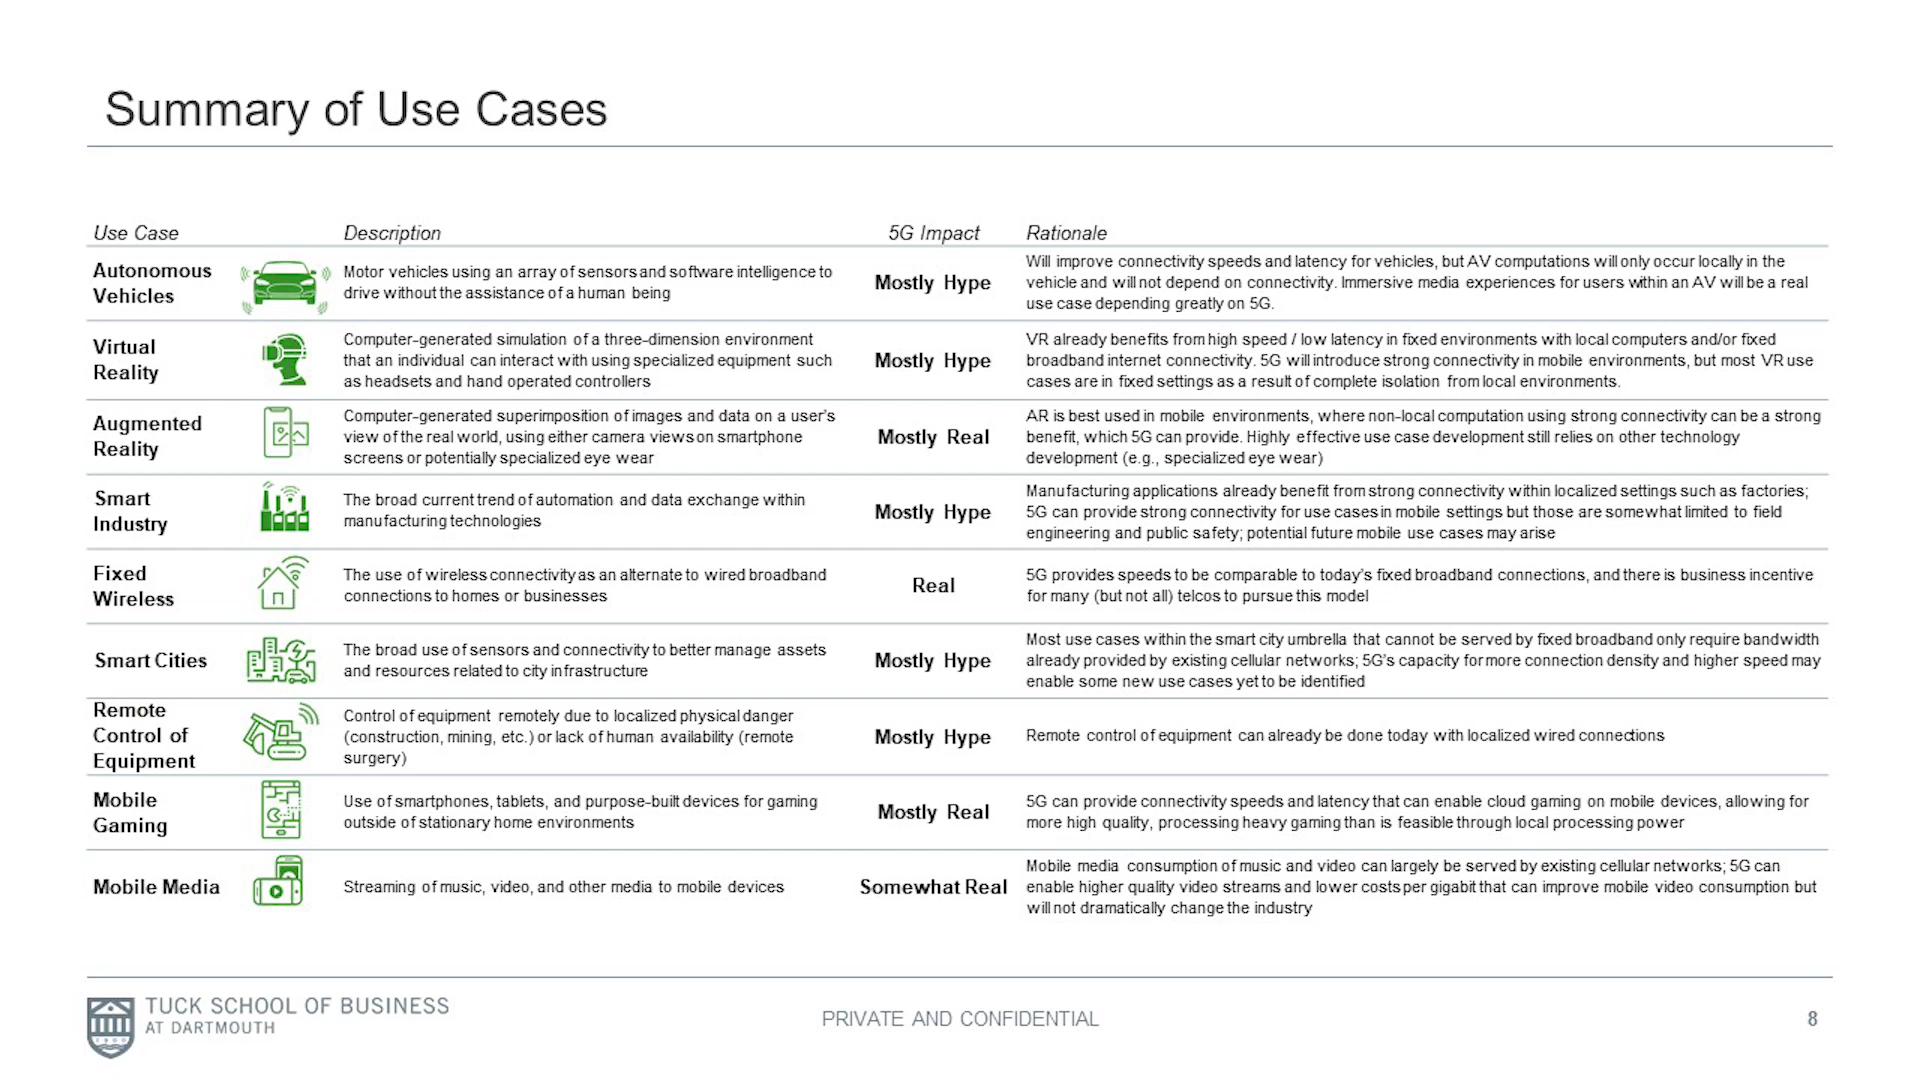 Summary of Use Cases
Use Case Description 5G Impact Rationale
Autonomous
Vehicles
Motor vehicles using an array of sensors and software intelligence to
drive without the assistance of a human being
Mostly Hype
Will improve connectivity speeds and latency for vehicles, but AV computations will only occur locally in the
vehicle and will not depend on connectivity. Immersive media experiences for users within an AV will be a real
use case depending greatly on 5G.
Virtual
Reality
Computer-generated simulation of a three-dimension environment
that an individual can interact with using specialized equipment such
as headsets and hand operated controllers
Mostly Hype
VR already benefits from high speed / low latency in fixed environments with local computers and/or fixed
broadband internet connectivity. 5G will introduce strong connectivity in mobile environments, but most VR use
cases are in fixed settings as a result of complete isolation from local environments.
Augmented
Reality
Computer-generated superimposition of images and data on a user's
view of the real world, using either camera views on smartphone
screens or potentially specialized eye wear
Mostly Real
AR is best used in mobile environments, where non-local computation using strong connectivity can be a strong
benefit, which 5G can provide. Highly effective use case development still relies on other technology
development (e.g., specialized eye wear)
Smart
Industry
The broad current trend of automation and data exchange within
manufacturing technologies
Mostly Hype
Manufacturing applications already benefit from strong connectivity within localized settings such as factories;
5G can provide strong connectivity for use cases in mobile settings but those are somewhat limited to field
engineering and public safety; potential future mobile use cases may arise
Fixed
Wireless
The use of wireless connectivity as an alternate to wired broadband
connections to homes or businesses
Real
5G provides speeds to be comparable to today's fixed broadband connections, and there is business incentive
for many (but not all) telcos to pursue this model
Smart Cities
The broad use of sensors and connectivity to better manage assets
and resources related to city infrastructure
Mostly Hype
Most use cases within the smart city umbrella that cannot be served by fixed broadband only require bandwidth
already provided by existing cellular networks; 5G's capacity for more connection density and higher speed may
enable some new use cases yet to be identified
Remote
Control of
Equipment
Control of equipment remotely due to localized physical danger
(construction, mining, etc.) or lack of human availability (remote
surgery)
Mostly Hype
Remote control of equipment can already be done today with localized wired connections
Mobile
Gaming
Use of smartphones, tablets, and purpose-built devices for gaming
outside of stationary home environments
Mostly Real
5G can provide connectivity speeds and latency that can enable cloud gaming on mobile devices, allowing for
more high quality, processing heavy gaming than is feasible through local processing power
Mobile Media
Streaming of music, video, and other media to mobile devices
Somewhat Real
Mobile media consumption of music and video can largely be served by existing cellular networks; 5G can
enable higher quality video streams and lower costs per gigabit that can improve mobile video consumption but
will not dramatically change the industry
TUCK SCHOOL OF BUSINESS
AT DARTMOUTH
1900
PRIVATE AND CONFIDENTIAL
8